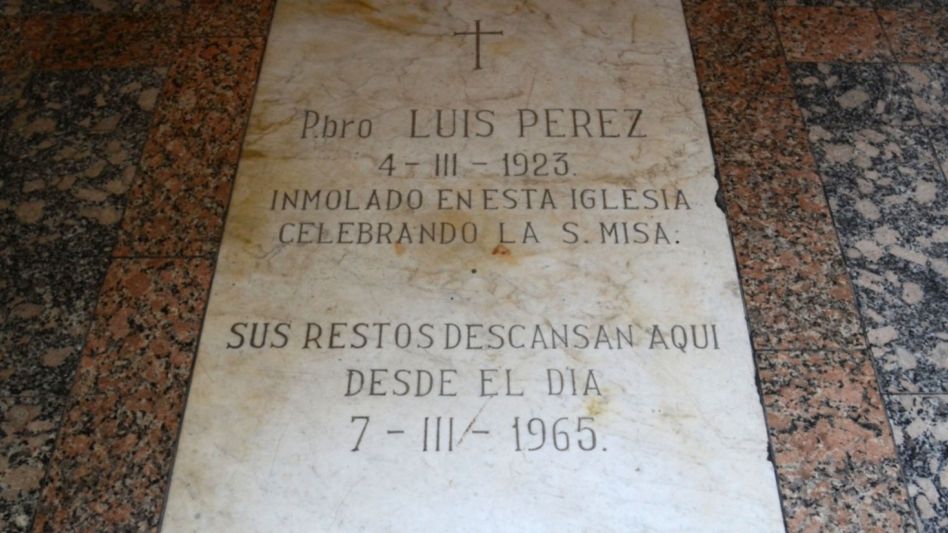 P.bro LUIS PEREZ
4-III-1923.
INMOLADO EN ESTA IGLESIA
CELEBRANDO LA S. MISA.
SUS RESTOS DESCANSAN AQUI
DESDE EL DIA
7-III-1965.